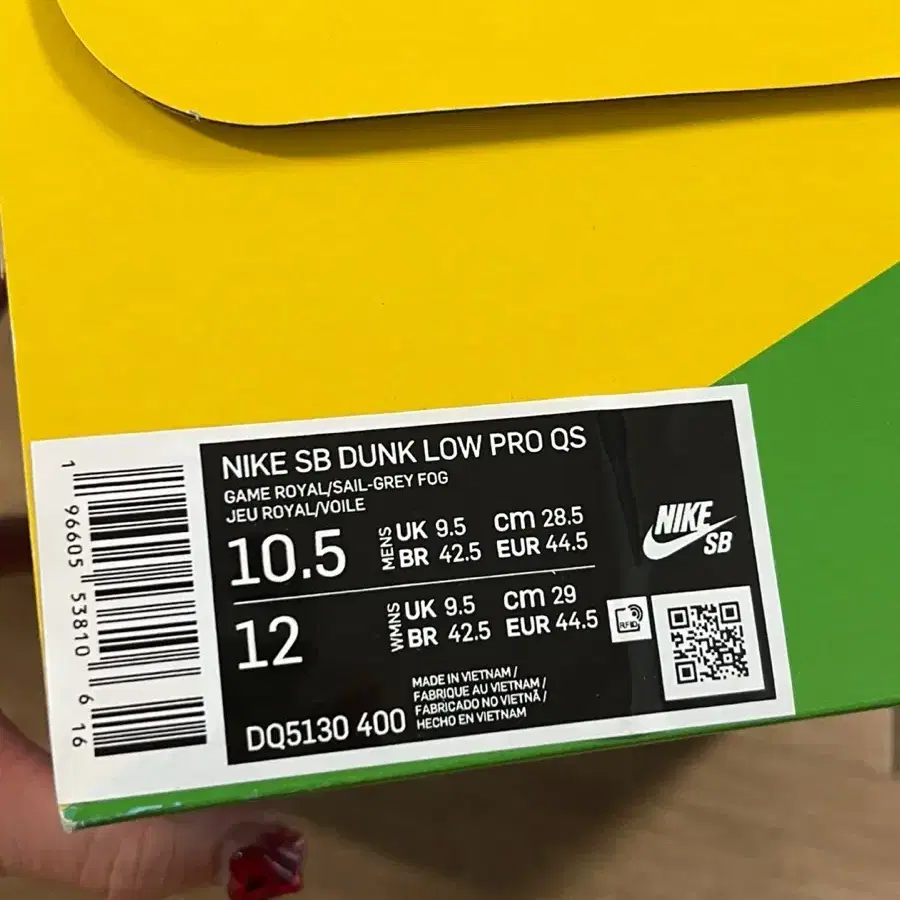 NIKE SB DUNK LOW PRO QS
GAME ROYAL/SAIL-GREY FOG
JEU ROYAL/VOILE
10.5 MENS UK 9.5 cm 28.5
BR 42.5 EUR 44.5
12 WMNS UK 9.5 cm 29
BR 42.5 EUR 44.5
RFID
NIKE
SB
DQ5130 400
MADE IN VIETNAM /
FABRIQUE AU VIETNAM /
FABRICADO NO VIETNÃ /
HECHO EN VIETNAM
1 96605 53810 6 16